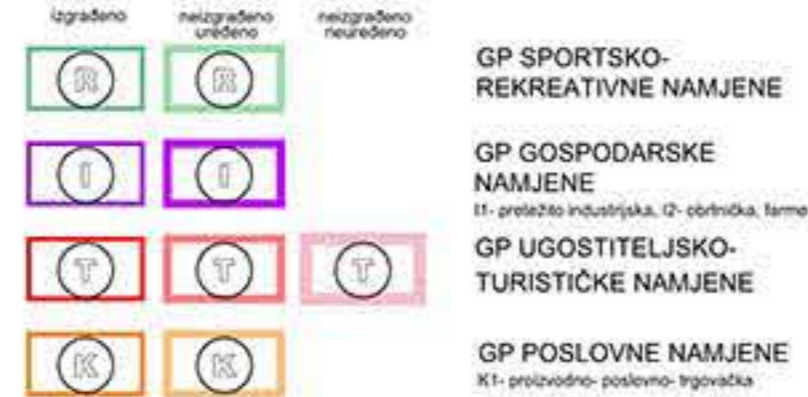 izgrađeno
neizgrađeno
uređeno
neizgrađeno
neuređeno
R R
GP SPORTSKO-
REKREATIVNE NAMJENE
I I
GP GOSPODARSKE
NAMJENE
I1- pretežito industrijska, I2- obrtnička, farme
T T T
GP UGOSTITELJSKO-
TURISTIČKE NAMJENE
K K
GP POSLOVNE NAMJENE
K1- proizvodno- poslovno- trgovačka